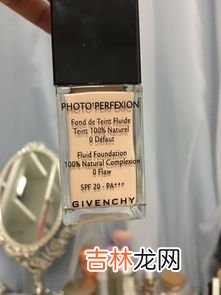 PHOTO'PERFEXION
Fond de Teint Fluide
Teint 100% Naturel
0 Défaut
Fluid Foundation
100% Natural Complexion
0 Flaw
SPF 20 - PA+++
GIVENCHY
吉林龙网